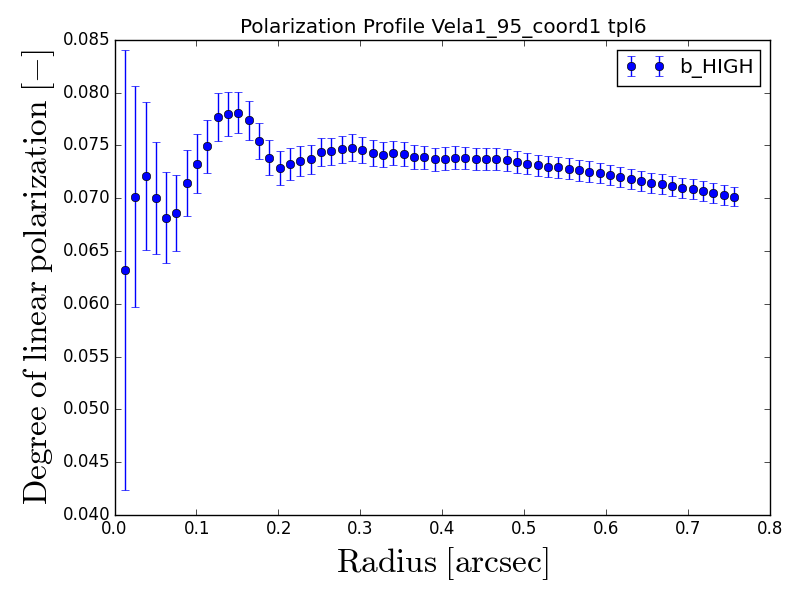 Polarization Profile Vela1_95_coord1 tpl6
b_HIGH
Degree of linear polarization [−]
0.085
0.080
0.075
0.070
0.065
0.060
0.055
0.050
0.045
0.040
0.0 0.1 0.2 0.3 0.4 0.5 0.6 0.7 0.8
Radius [arcsec]